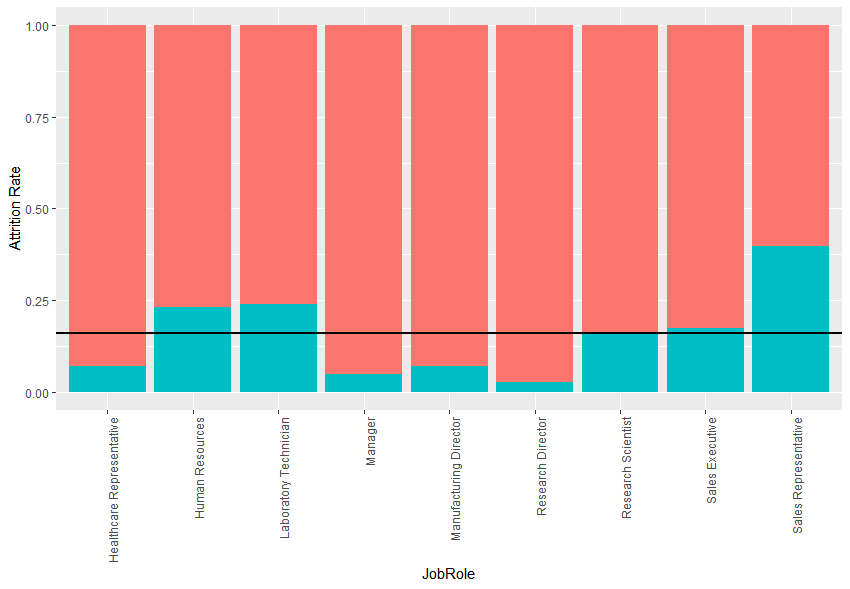 1.00
0.75
0.50
0.25
0.00
Attrition Rate
Healthcare Representative
Human Resources
Laboratory Technician
Manager
Manufacturing Director
Research Director
Research Scientist
Sales Executive
Sales Representative
JobRole